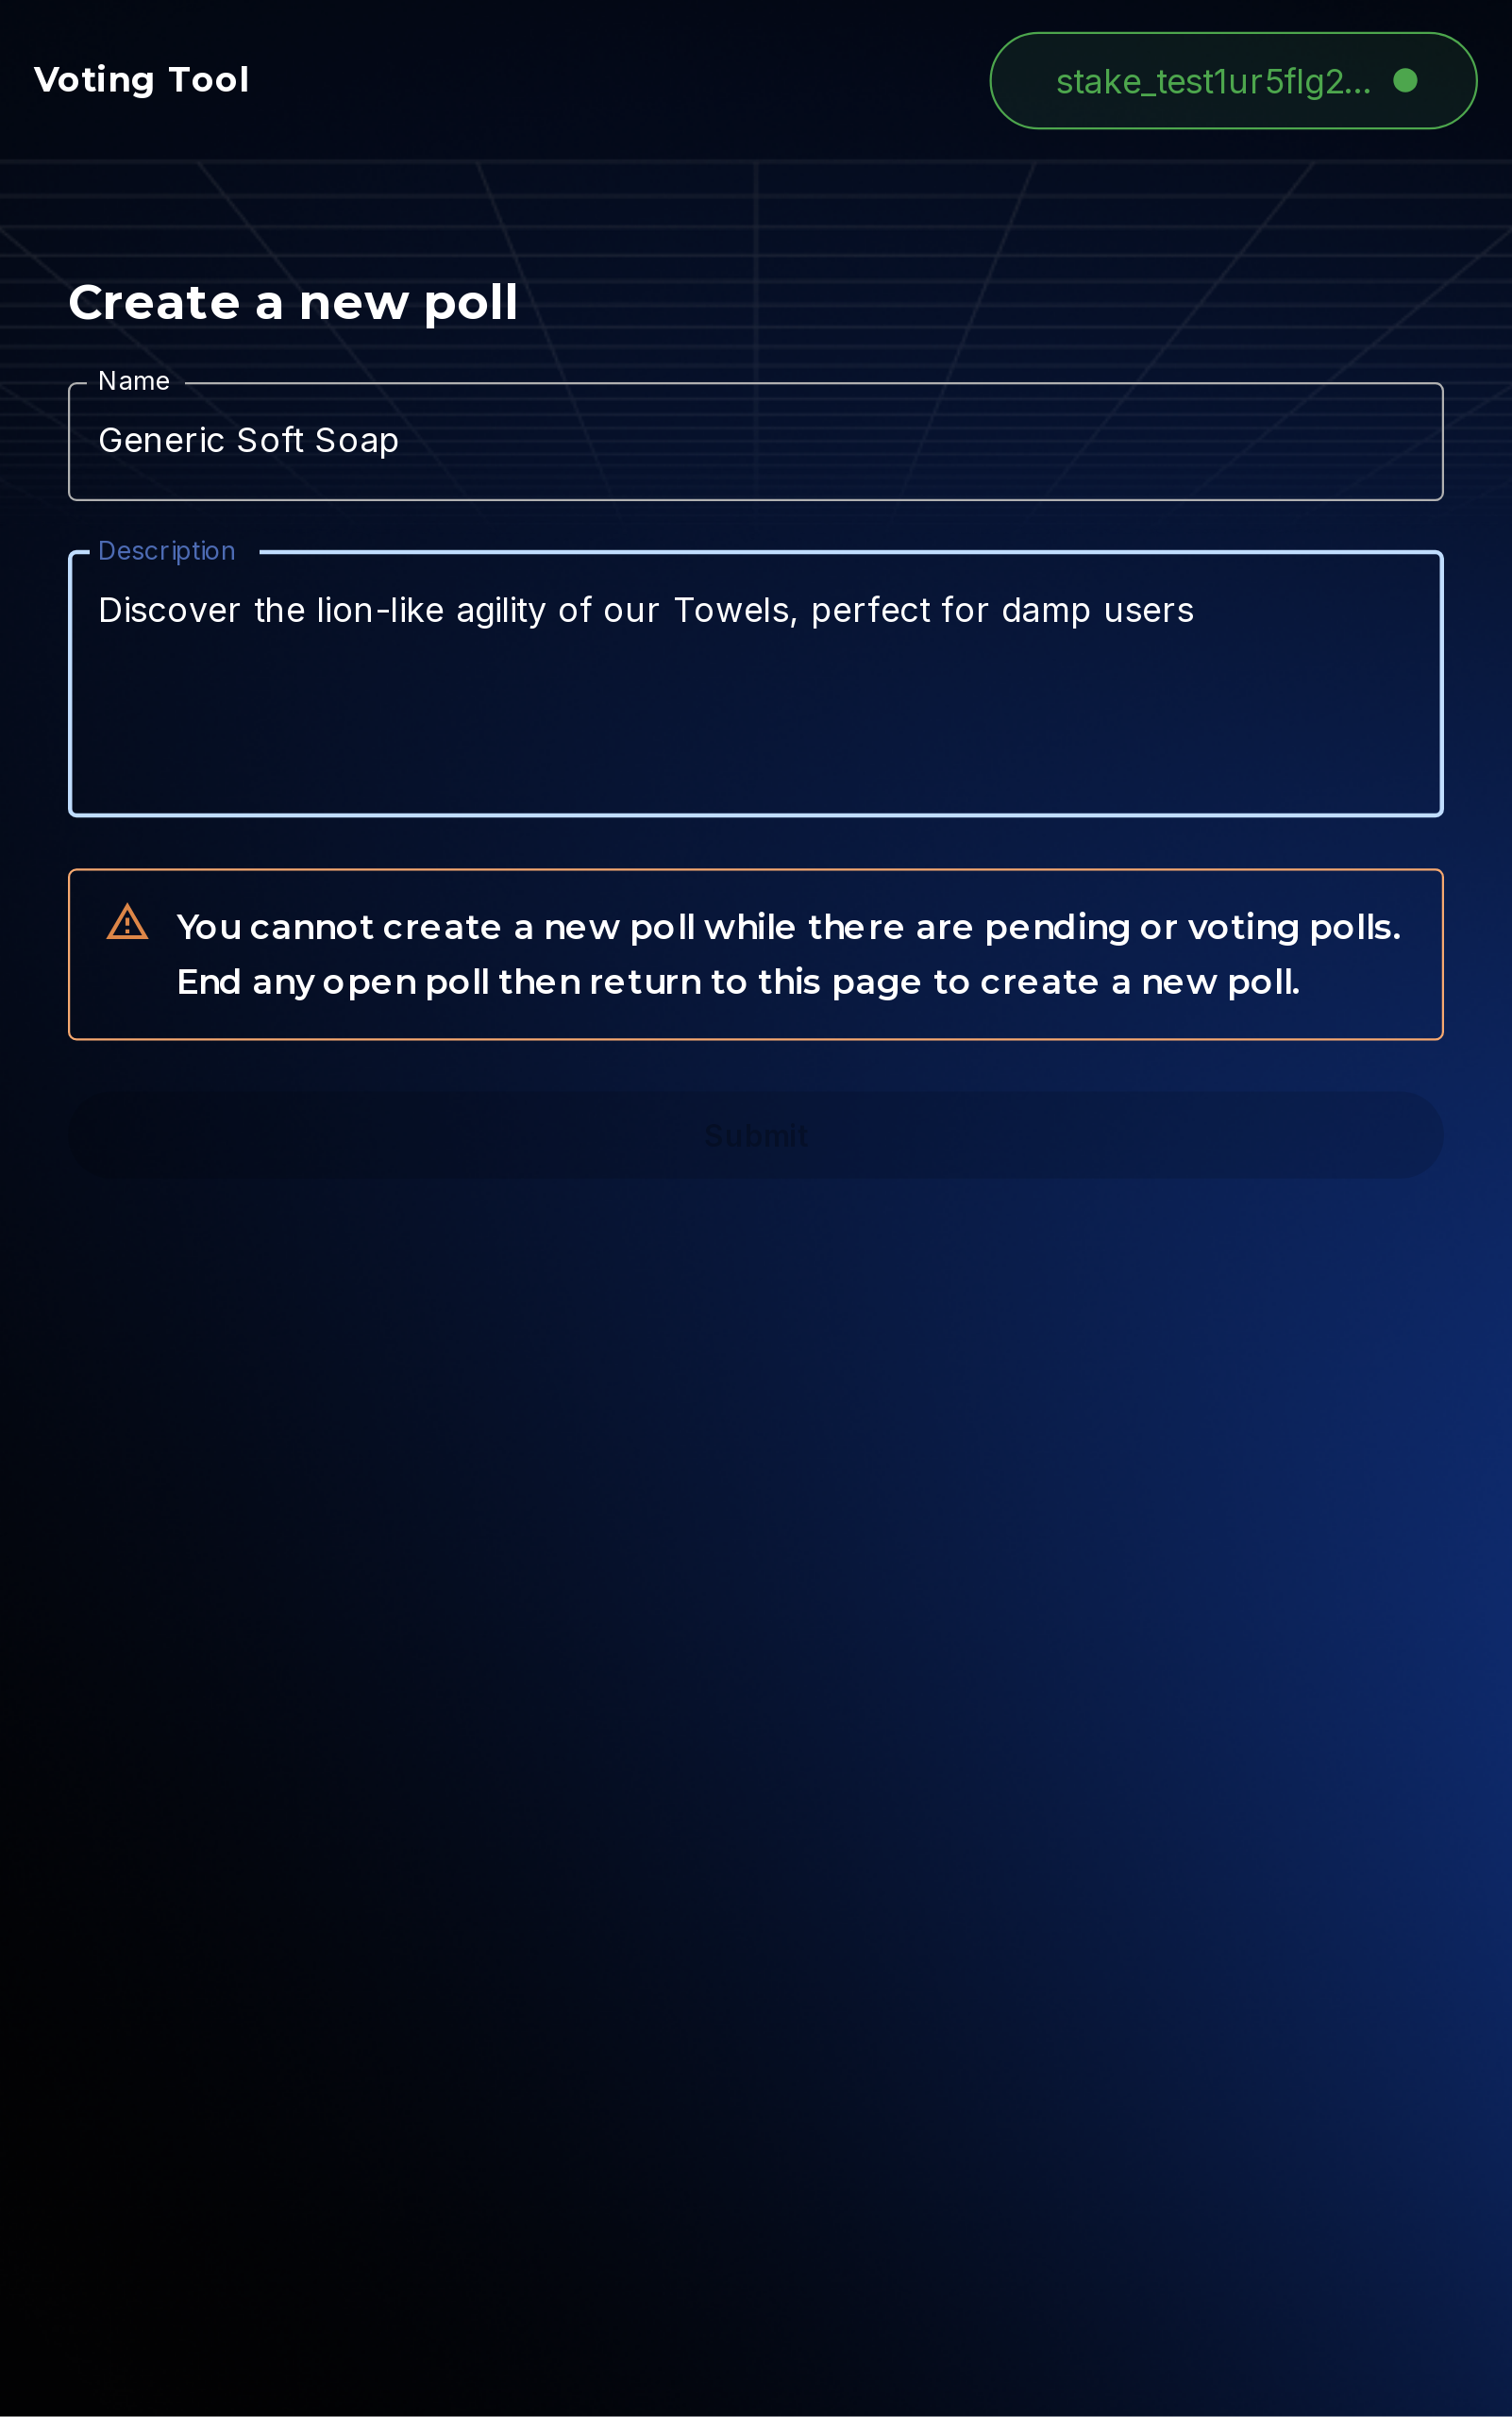 Voting Tool
stake_test1ur5flg2...
Create a new poll
Name
Generic Soft Soap
Description
Discover the lion-like agility of our Towels, perfect for damp users
You cannot create a new poll while there are pending or voting polls.
End any open poll then return to this page to create a new poll.
Submit